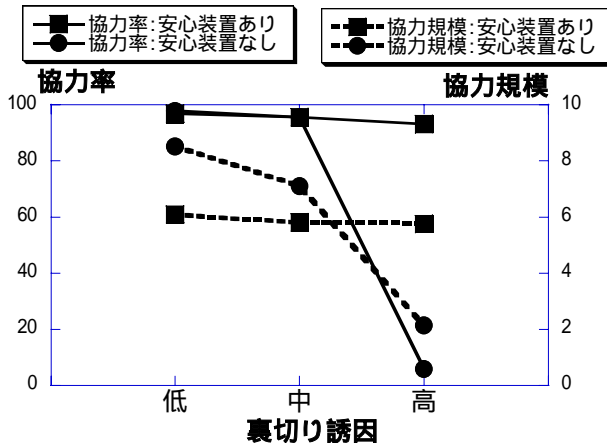 協力率:安心装置あり
協力率:安心装置なし
協力規模:安心装置あり
協力規模:安心装置なし
協力率
協力規模
100
80
60
40
20
0
10
8
6
4
2
0
低 中 高
裏切り誘因